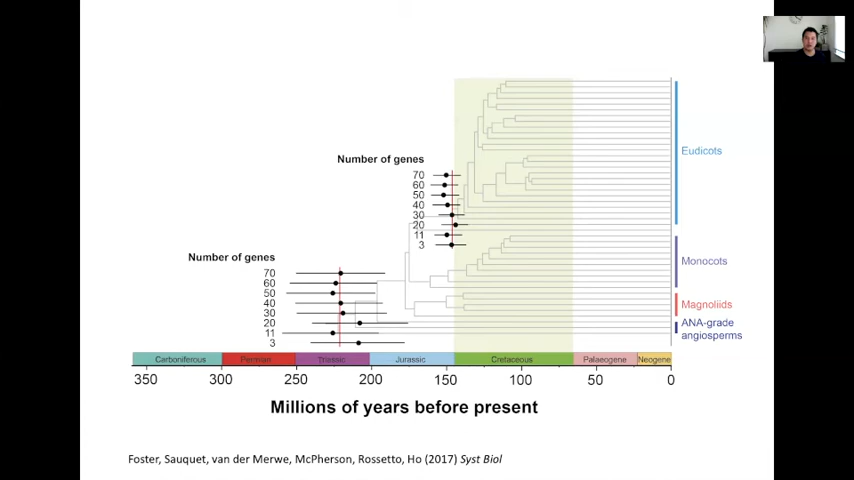 Number of genes
70
60
50
40
30
20
11
3
Number of genes
70
60
50
40
30
20
11
3
Eudicots
Monocots
Magnoliids
ANA-grade
angiosperms
Carboniferous Permian Triassic Jurassic Cretaceous Palaeogene Neogene
350 300 250 200 150 100 50 0
Millions of years before present
Foster, Sauquet, van der Merwe, McPherson, Rossetto, Ho (2017) Syst Biol